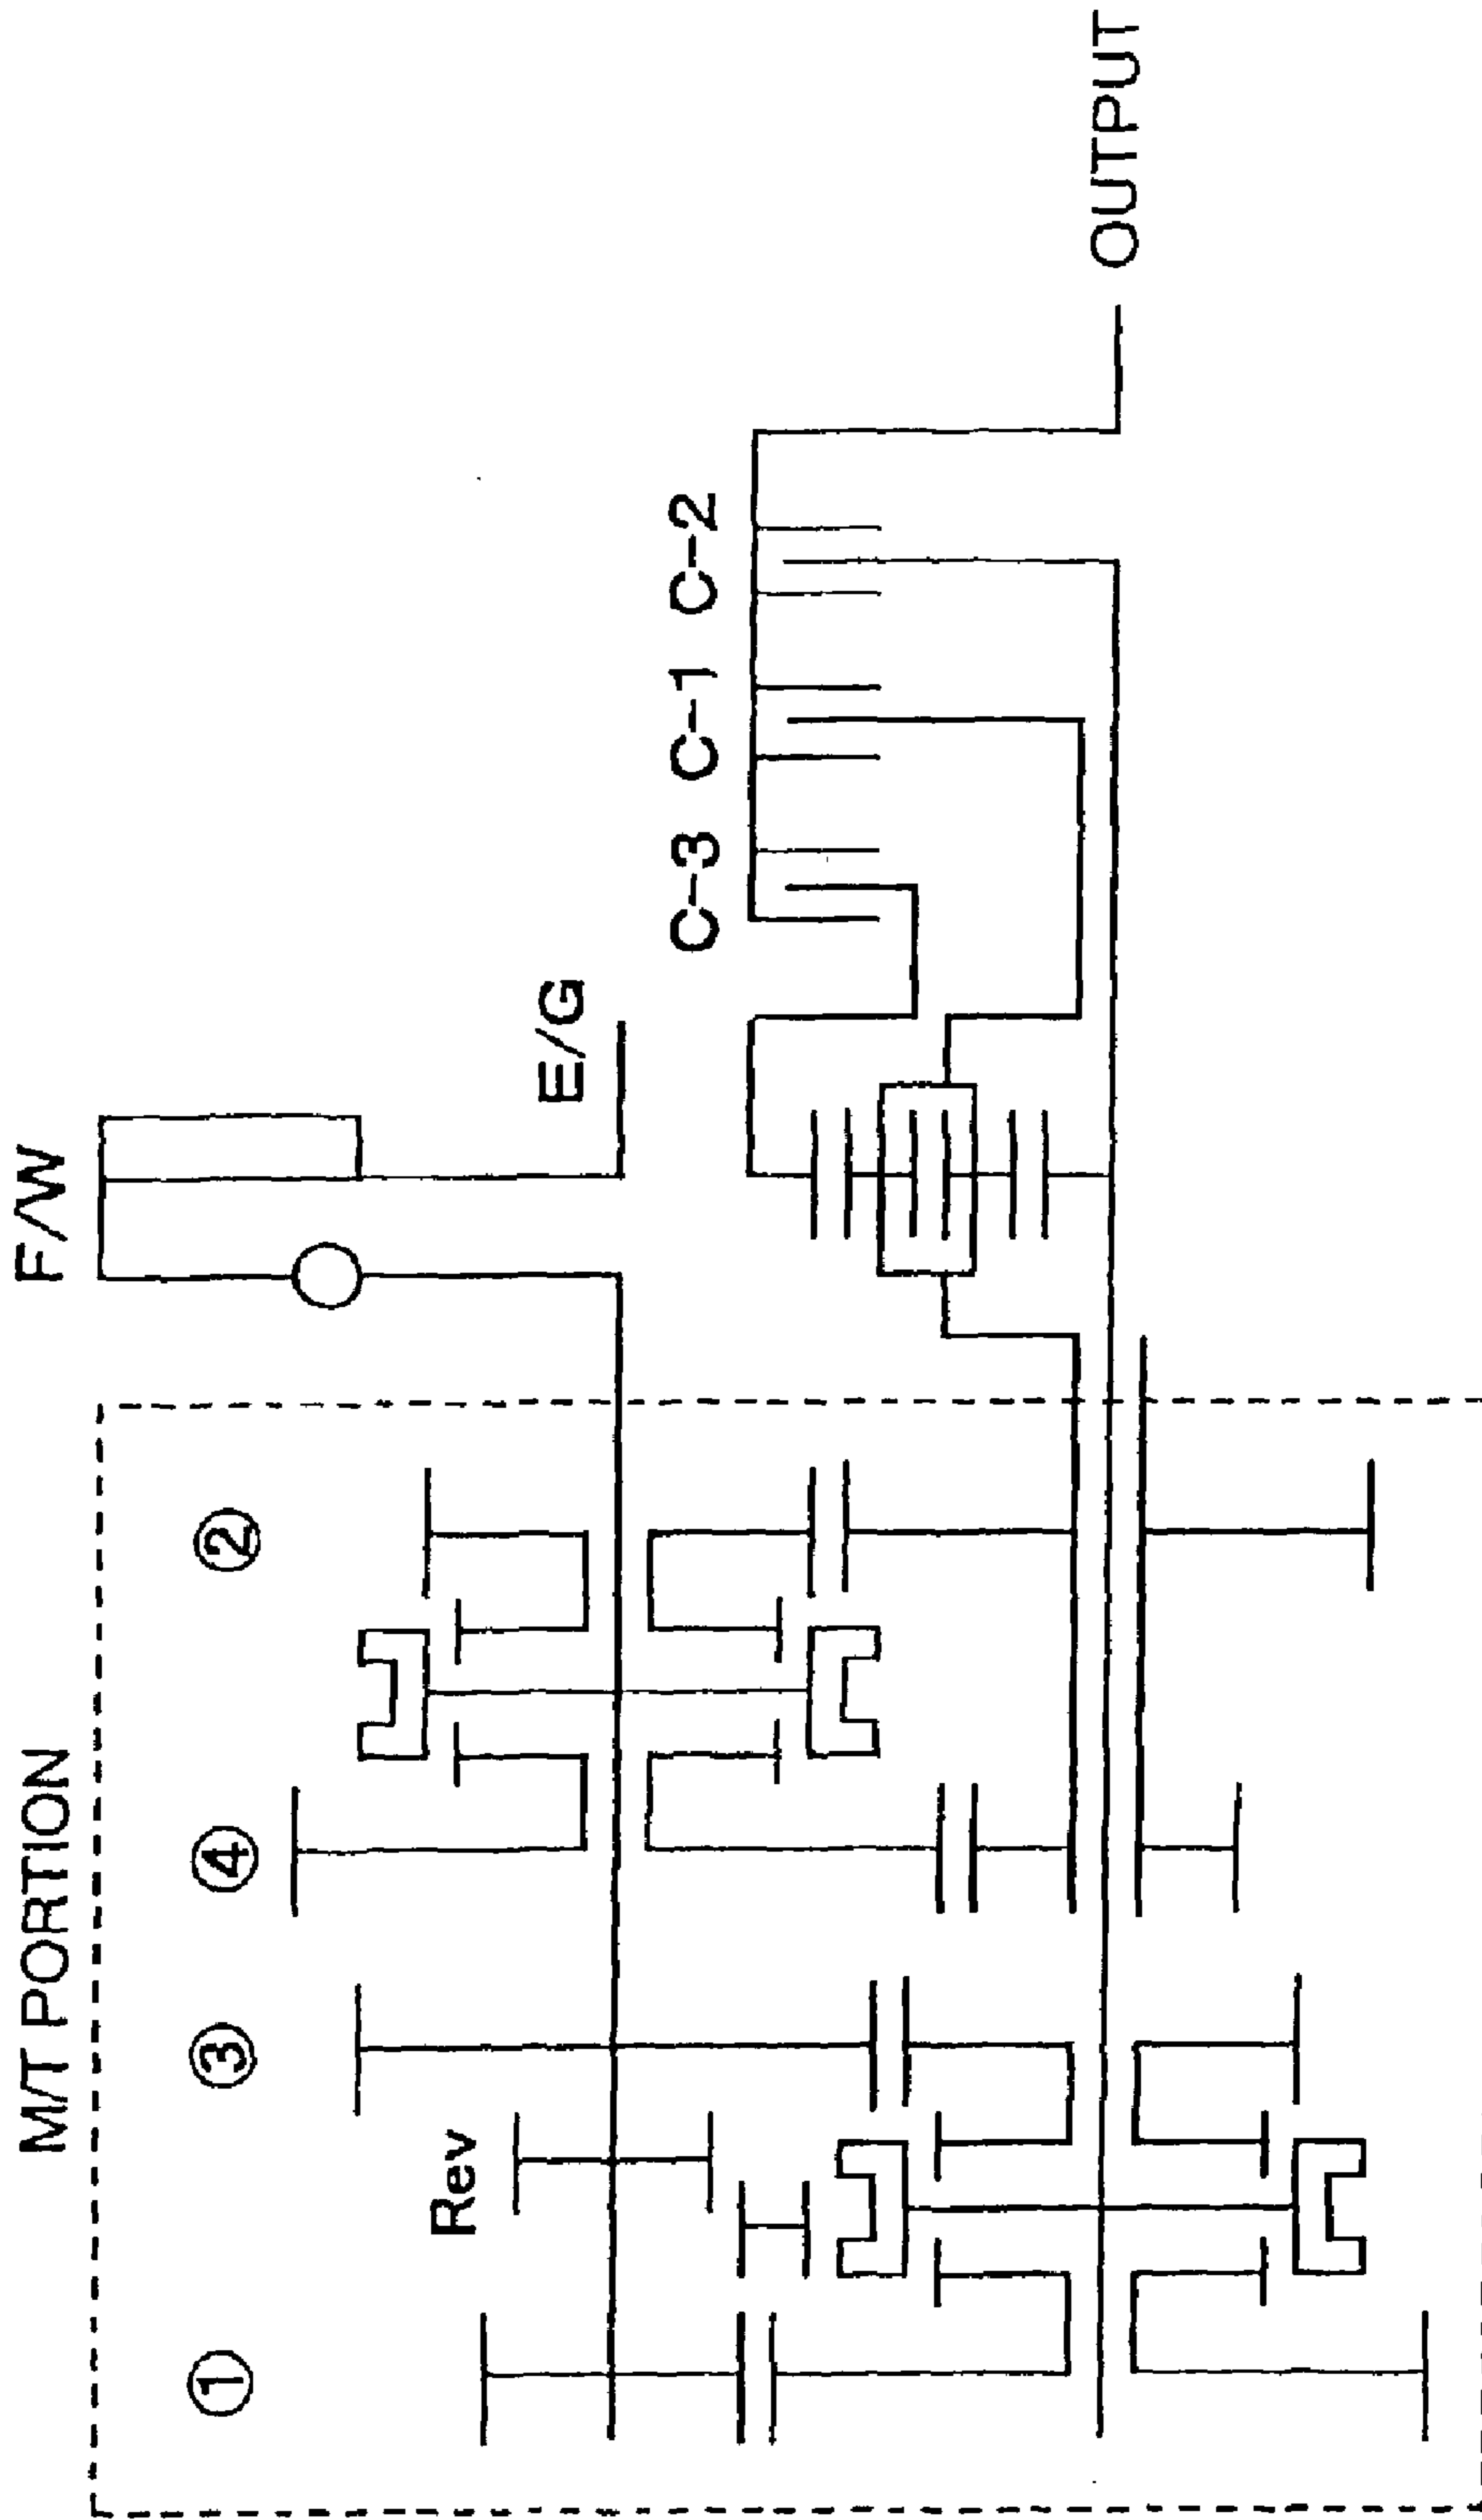 M/T PORTION
F/W
①
③
④
②
Rev
E/G
C-3
C-1
C-2
OUTPUT